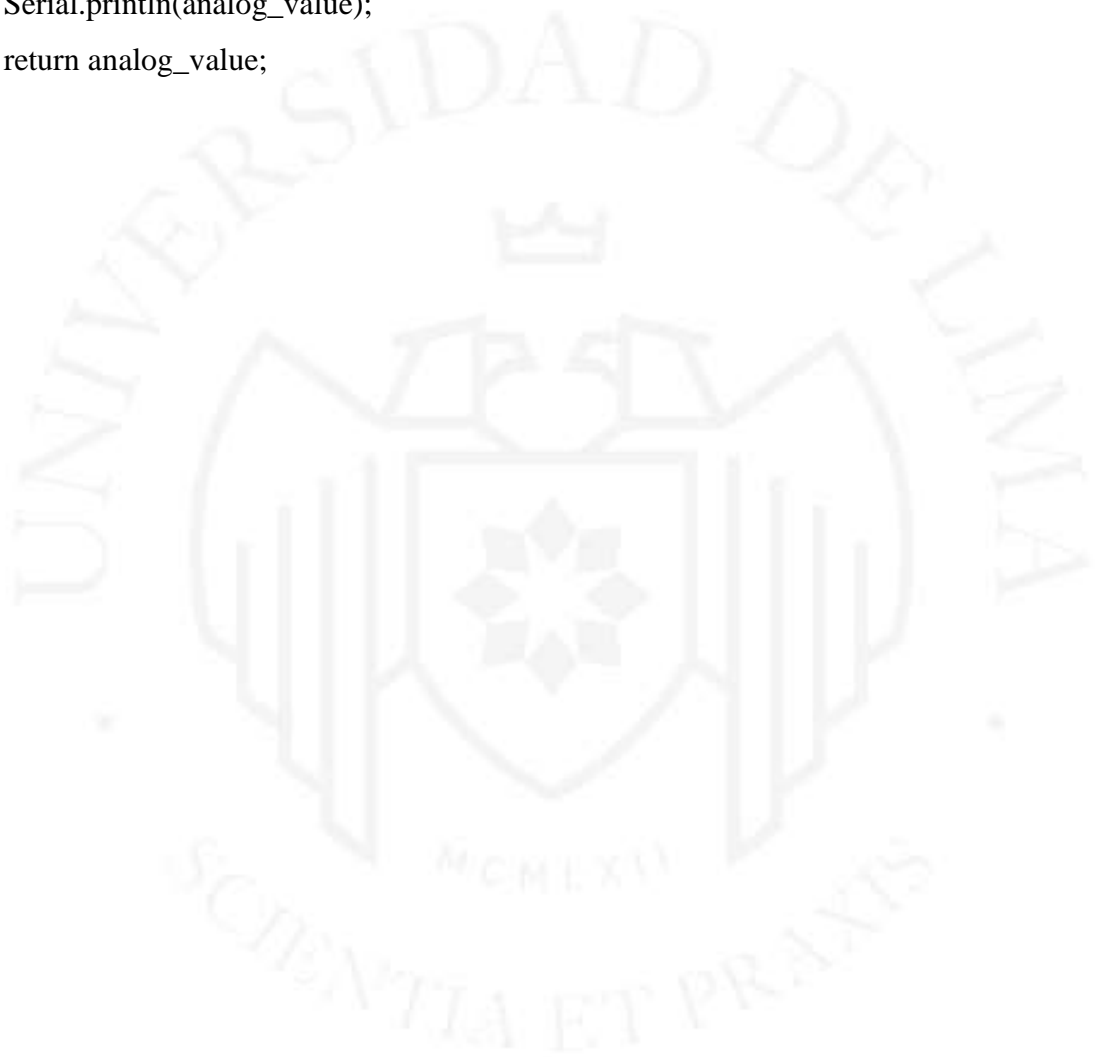 Serial.println(analog_value);
return analog_value;
UNIVERSIDAD DE LIMA
MCMLXII
SCIENTIA ET PRAXIS